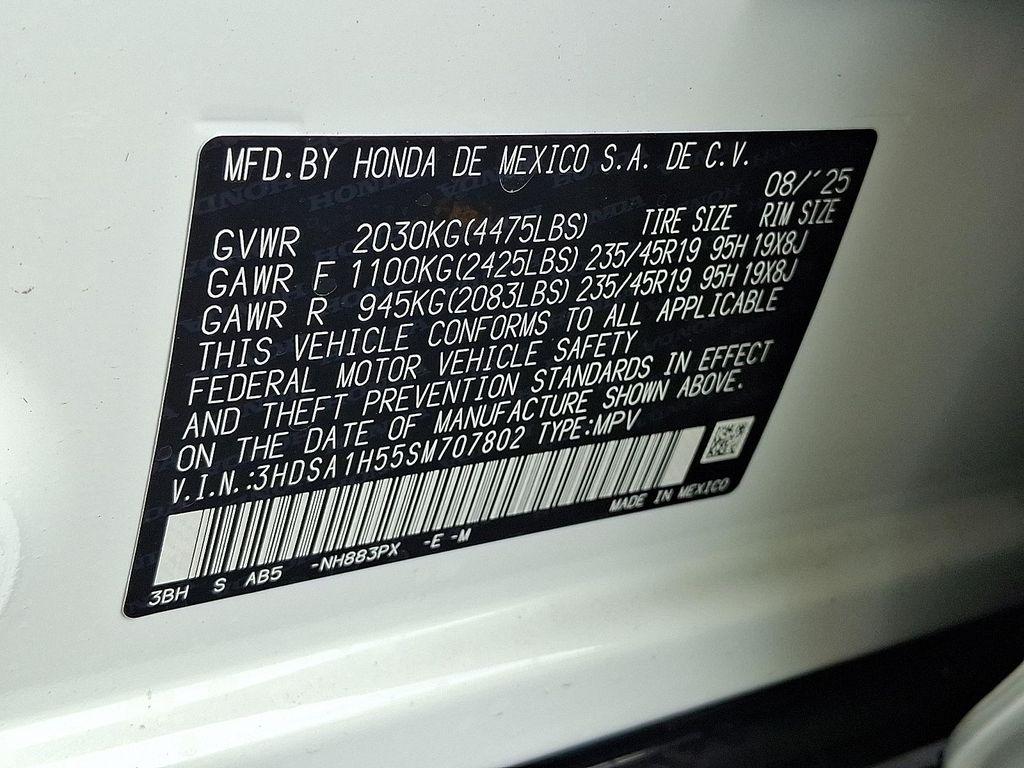 MFD. BY HONDA DE MEXICO S.A. DE C.V.
08/'25
GVWR 2030KG(4475LBS) TIRE SIZE RIM SIZE
GAWR F 1100KG(2425LBS) 235/45R19 95H 19X8J
GAWR R 945KG(2083LBS) 235/45R19 95H 19X8J
THIS VEHICLE CONFORMS TO ALL APPLICABLE
FEDERAL MOTOR VEHICLE SAFETY
AND THEFT PREVENTION STANDARDS IN EFFECT
ON THE DATE OF MANUFACTURE SHOWN ABOVE.
V.I.N.:3HDSA1H55SM707802 TYPE:MPV
MADE IN MEXICO
3BH S AB5 -NH883PX -E -M